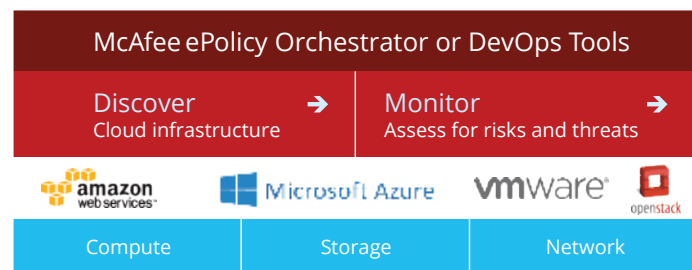 McAfee ePolicy Orchestrator or DevOps Tools
Discover
Cloud infrastructure
Monitor
Assess for risks and threats
amazon
web services™
Microsoft Azure
vmware®
openstack
Compute
Storage
Network